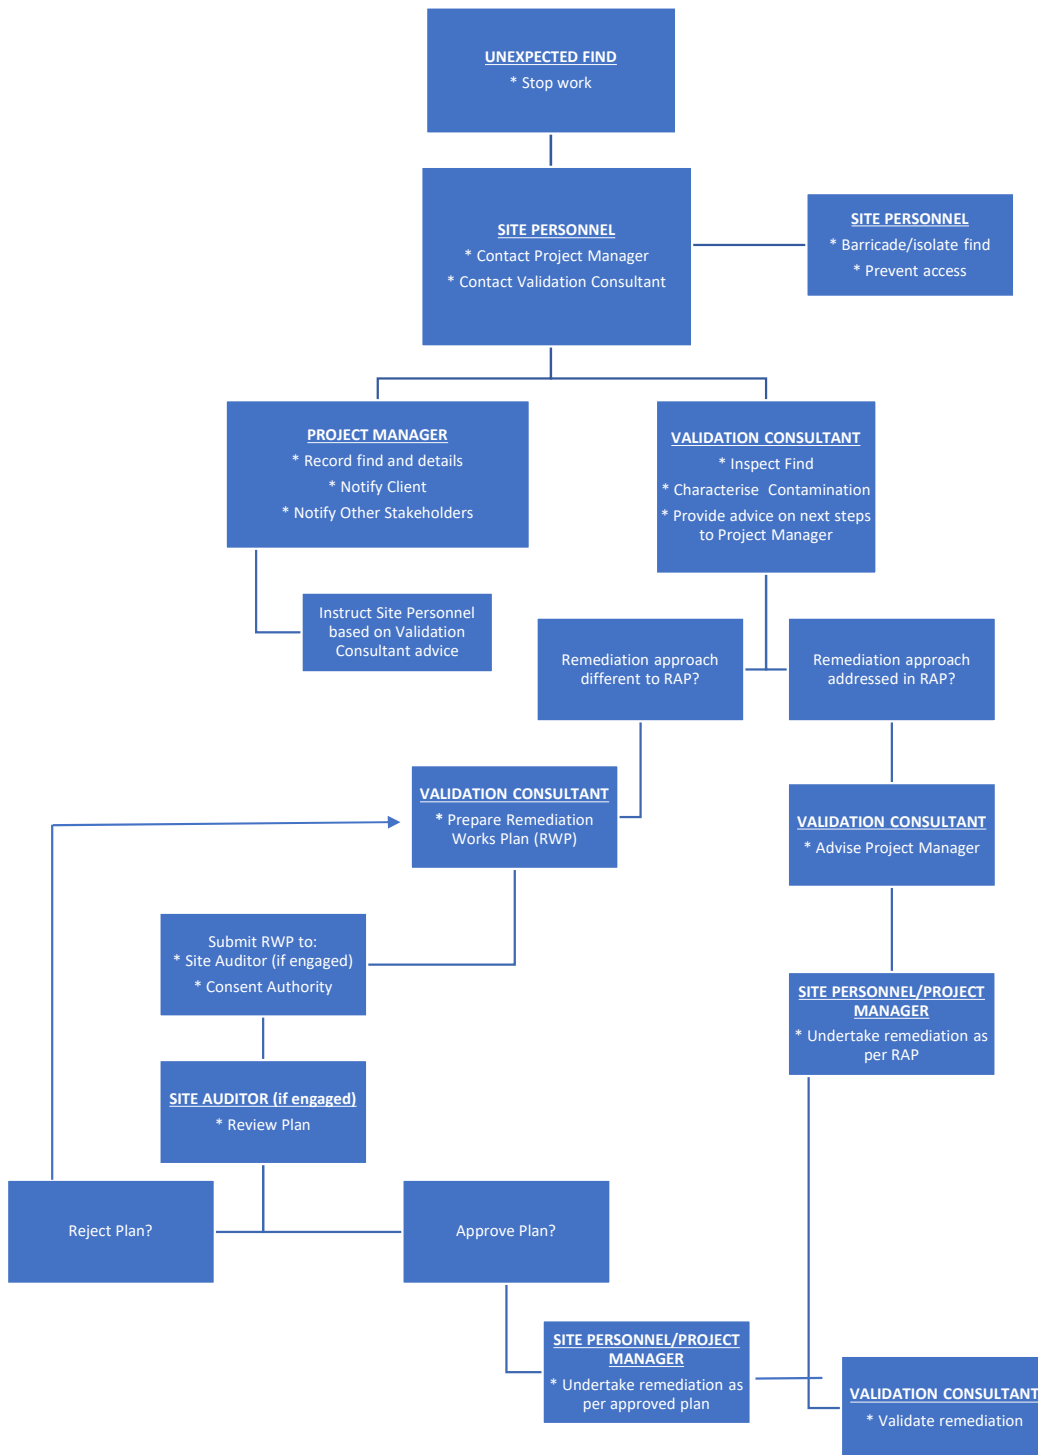 UNEXPECTED FIND
* Stop work
SITE PERSONNEL
* Contact Project Manager
* Contact Validation Consultant
SITE PERSONNEL
* Barricade/isolate find
* Prevent access
PROJECT MANAGER
* Record find and details
* Notify Client
* Notify Other Stakeholders
VALIDATION CONSULTANT
* Inspect Find
* Characterise Contamination
* Provide advice on next steps
to Project Manager
Instruct Site Personnel
based on Validation
Consultant advice
Remediation approach
different to RAP?
Remediation approach
addressed in RAP?
VALIDATION CONSULTANT
* Prepare Remediation
Works Plan (RWP)
VALIDATION CONSULTANT
* Advise Project Manager
Submit RWP to:
* Site Auditor (if engaged)
* Consent Authority
SITE PERSONNEL/PROJECT
MANAGER
* Undertake remediation as
per RAP
SITE AUDITOR (if engaged)
* Review Plan
Reject Plan?
Approve Plan?
SITE PERSONNEL/PROJECT
MANAGER
* Undertake remediation as
per approved plan
VALIDATION CONSULTANT
* Validate remediation